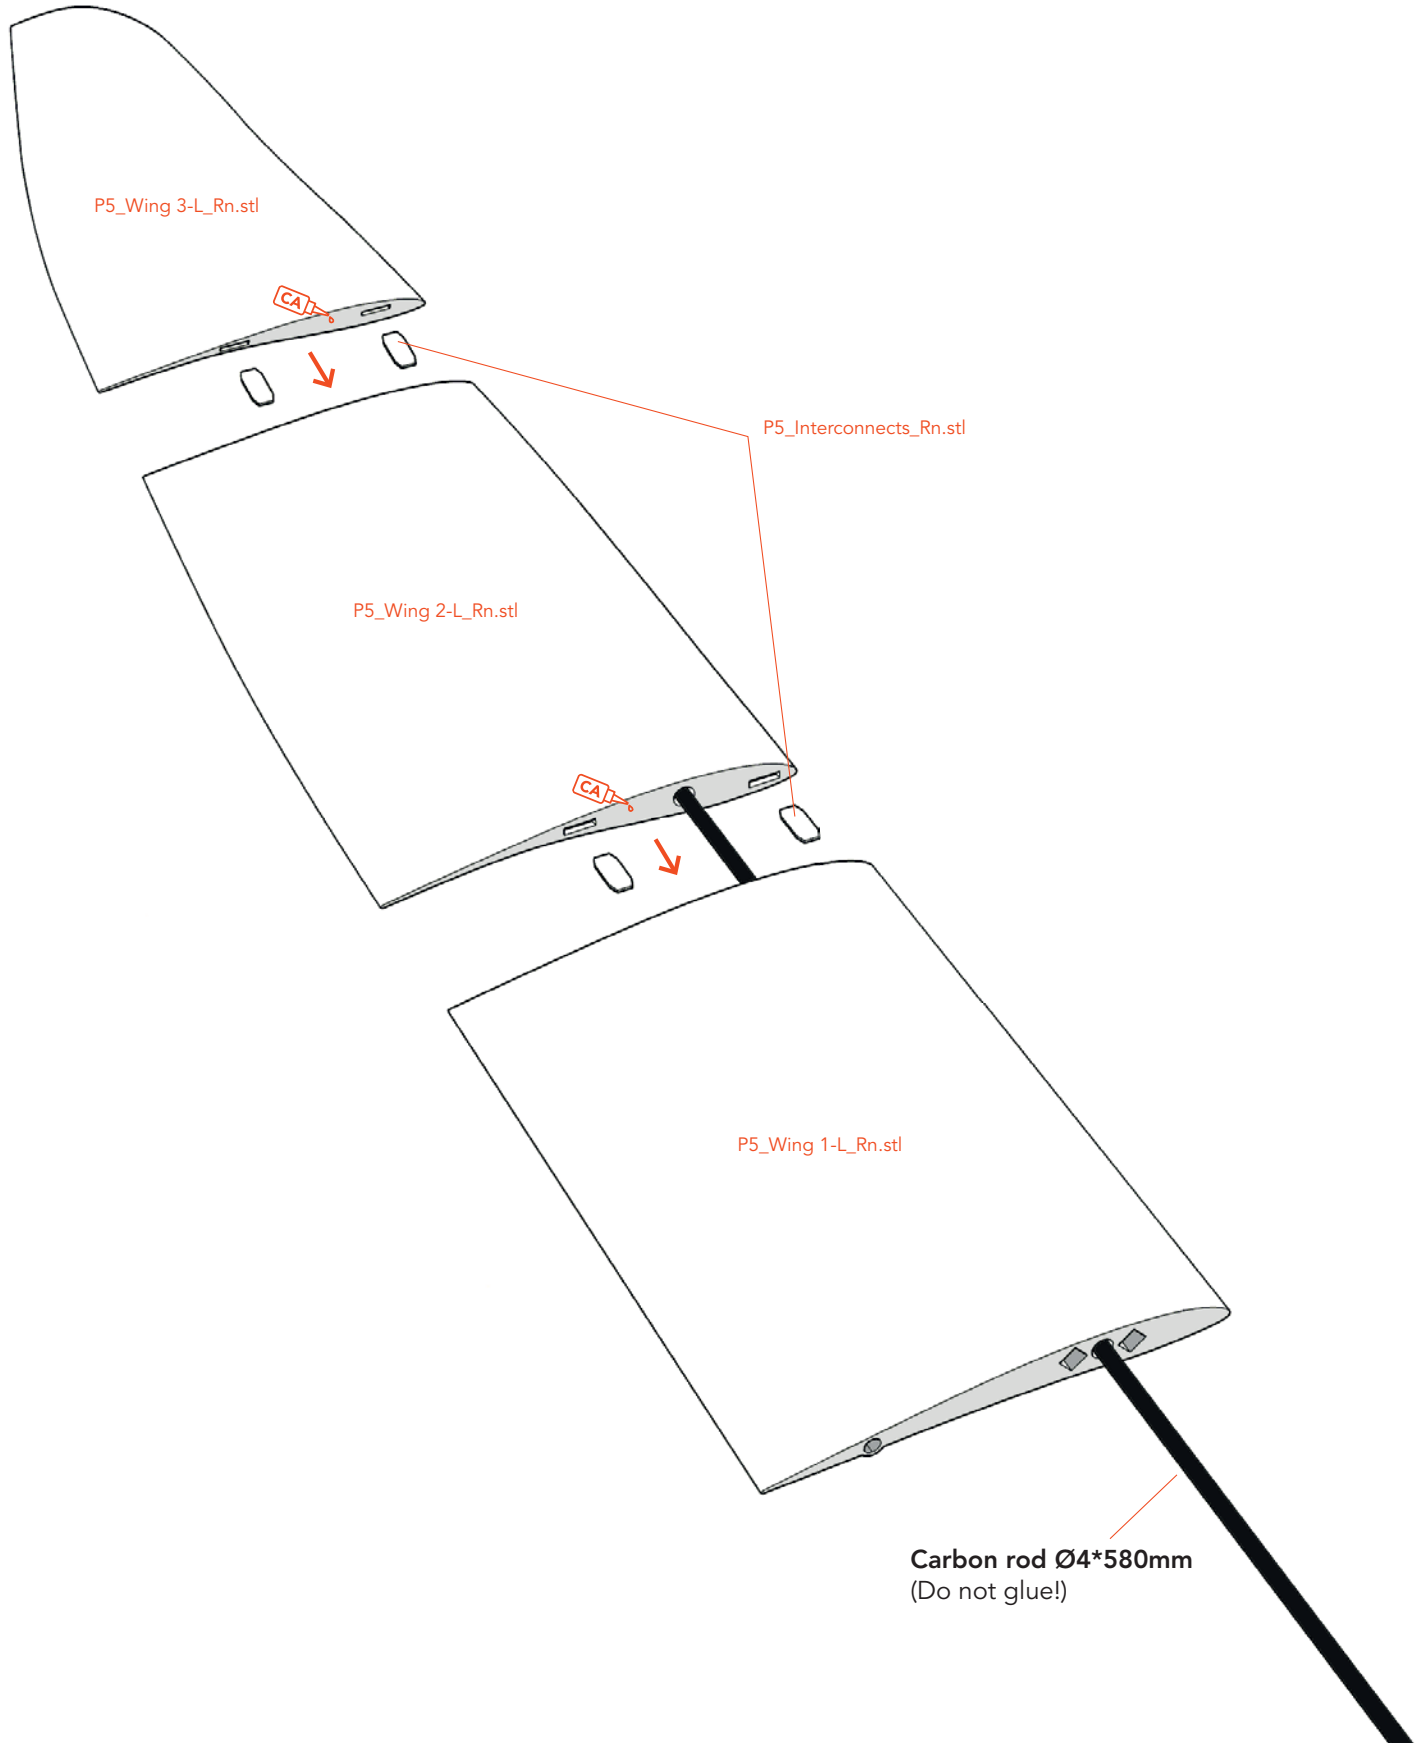 P5_Wing 3-L_Rn.stl
CA
P5_Interconnects_Rn.stl
P5_Wing 2-L_Rn.stl
CA
P5_Wing 1-L_Rn.stl
Carbon rod Ø4*580mm
(Do not glue!)